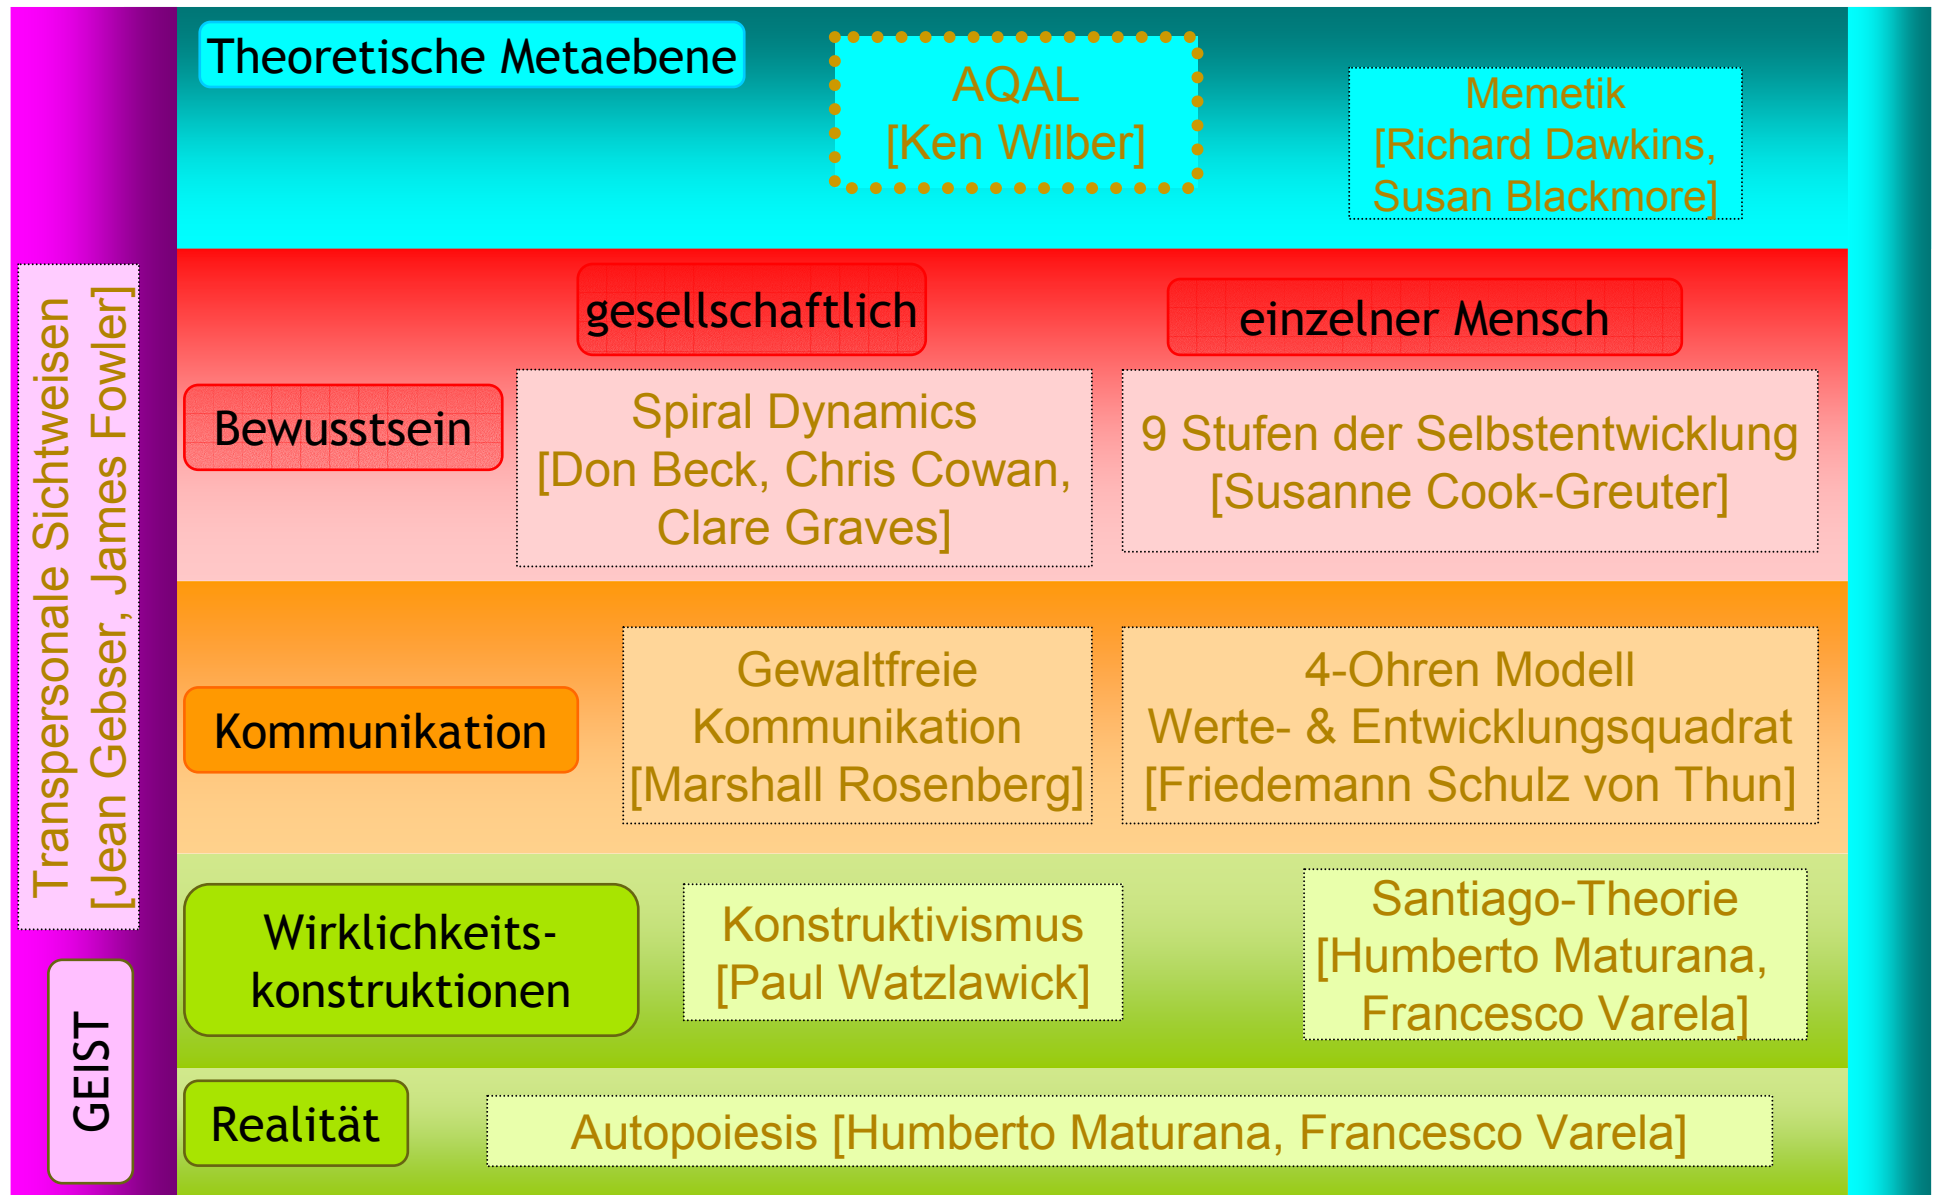 Theoretische Metaebene
AQAL
[Ken Wilber]
Memetik
[Richard Dawkins,
Susan Blackmore]
gesellschaftlich
einzelner Mensch
Bewusstsein
Spiral Dynamics
[Don Beck, Chris Cowan,
Clare Graves]
9 Stufen der Selbstentwicklung
[Susanne Cook-Greuter]
Kommunikation
Gewaltfreie
Kommunikation
[Marshall Rosenberg]
4-Ohren Modell
Werte- & Entwicklungsquadrat
[Friedemann Schulz von Thun]
Wirklichkeits-
konstruktionen
Konstruktivismus
[Paul Watzlawick]
Santiago-Theorie
[Humberto Maturana,
Francesco Varela]
Realität
Autopoiesis [Humberto Maturana, Francesco Varela]
Transpersonale Sichtweisen
[Jean Gebser, James Fowler]
GEIST